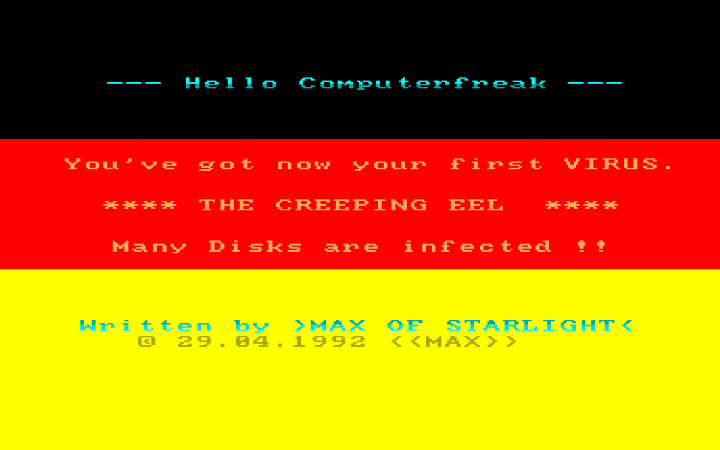 --- Hello Computerfreak ---
You've got now your first VIRUS.
**** THE CREEPING EEL  ****
Many Disks are infected !!
Written by >MAX OF STARLIGHT<
© 29.04.1992 <<MAX>>